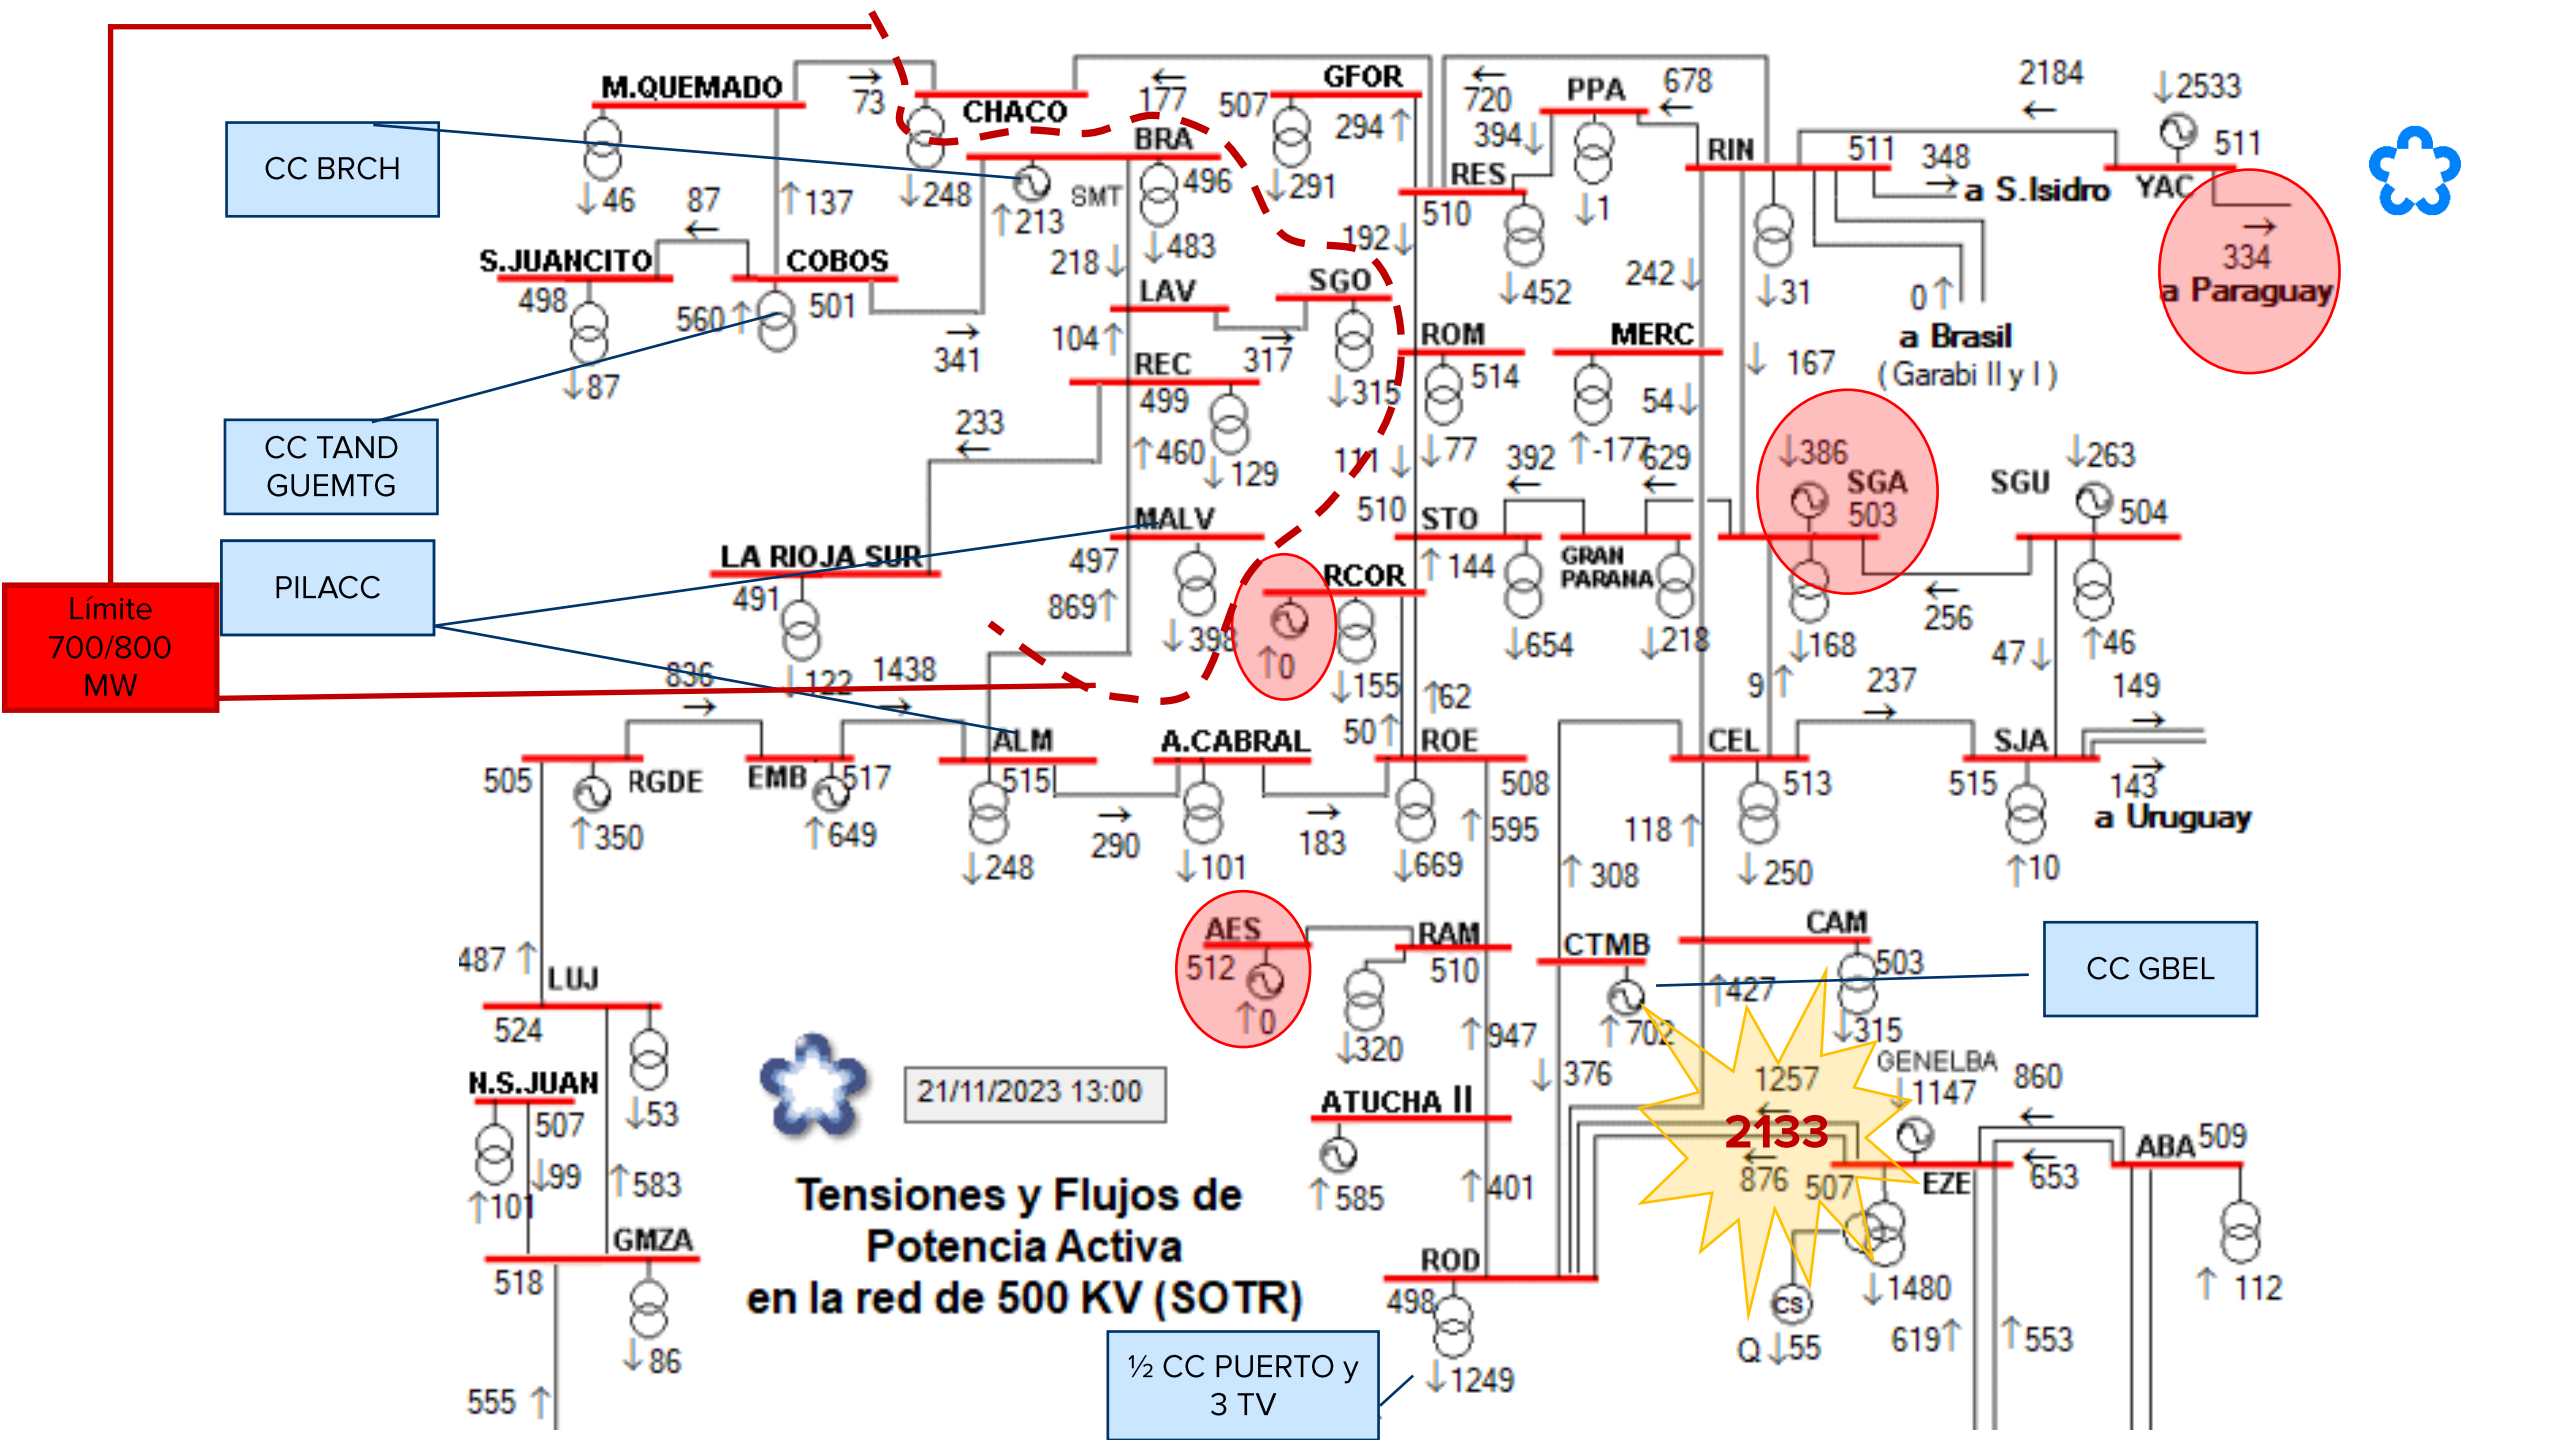 M.QUEMADO
73
CHACO
177
507
GFOR
294
720
PPA
678
394
RIN
511
2184
2533
511
348
a S.Isidro
YAC
334
a Paraguay
CC BRCH
46
87
137
248
213
SMT
BRA
496
483
218
291
RES
510
192
452
1
242
31
0
a Brasil
(Garabi II y I)
S.JUANCITO
498
87
COBOS
560
501
341
LAV
104
SGO
317
315
REC
499
233
460
129
ROM
514
77
111
MERC
54
167
-177
392
629
CC TAND
GUEMTG
386
SGA
503
263
SGU
504
PILACC
Límite
700/800
MW
LA RIOJA SUR
491
122
MALV
497
869
398
510
STO
144
GRAN
PARANA
654
218
168
256
46
47
RCOR
0
155
62
50
9
237
149
836
1438
505
RGDE
350
EMB
517
649
ALM
515
248
290
A.CABRAL
101
183
ROE
508
669
595
CEL
513
118
308
250
SJA
515
10
143
a Uruguay
487
LUJ
524
53
AES
512
0
RAM
510
320
947
CTMB
702
376
CAM
503
427
315
CC GBEL
N.S.JUAN
507
99
101
583
21/11/2023 13:00
ATUCHA II
585
401
GENELBA
1147
1257
2133
876
507
EZE
860
653
ABA
509
112
GMZA
518
86
555
Tensiones y Flujos de
Potencia Activa
en la red de 500 KV (SOTR)
ROD
498
1249
½ CC PUERTO y
3 TV
1480
CS
Q
55
619
553